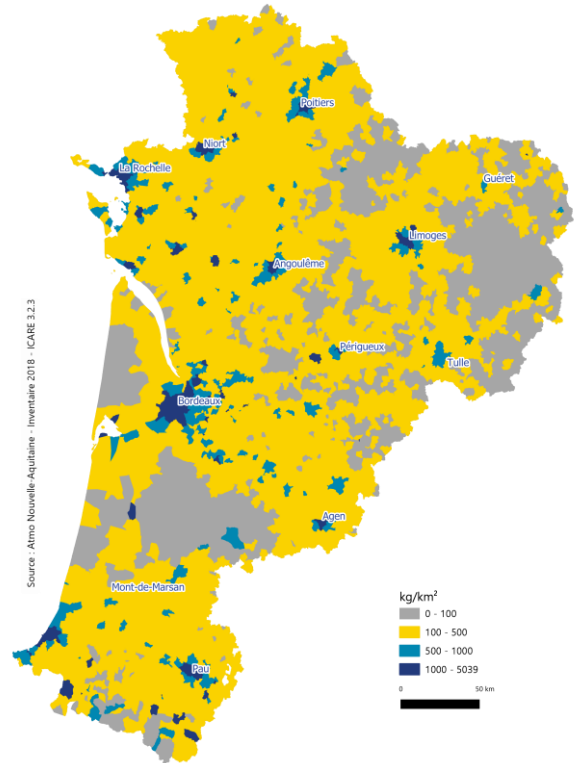 Poitiers
Niort
La Rochelle
Guéret
Limoges
Angoulême
Périgueux
Tulle
Bordeaux
Agen
Mont-de-Marsan
Pau
Source : Atmo Nouvelle-Aquitaine - Inventaire 2018 - ICARE 3.2.3
kg/km²
0 - 100
100 - 500
500 - 1000
1000 - 5039
0 50 km